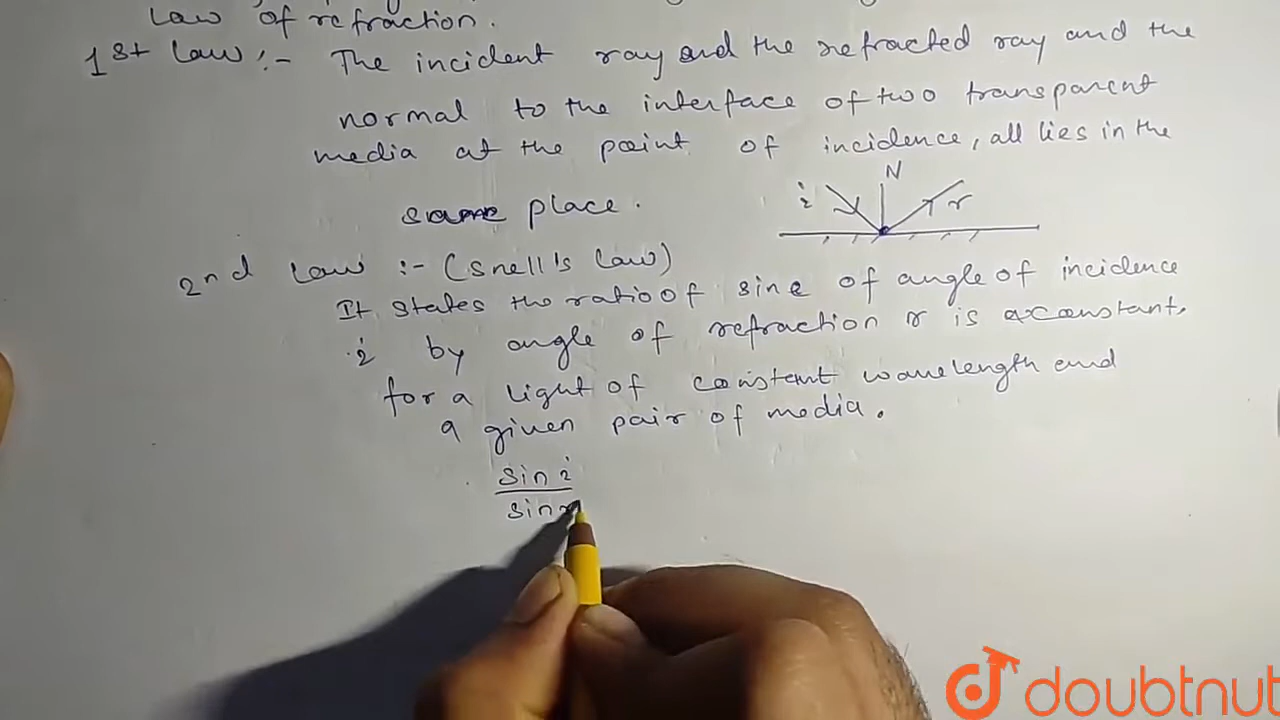 law of refraction.
1st law :- The incident ray and the refracted ray and the
normal to the interface of two transparent
media at the point of incidence, all lies in the
same place.
N
i r
2nd law :- (Snell's law)
It states the ratio of sine of angle of incidence
i by angle of refraction r is a constant.
for a light of constant wavelength and
a given pair of media.
sin i
sin r
doubtnut